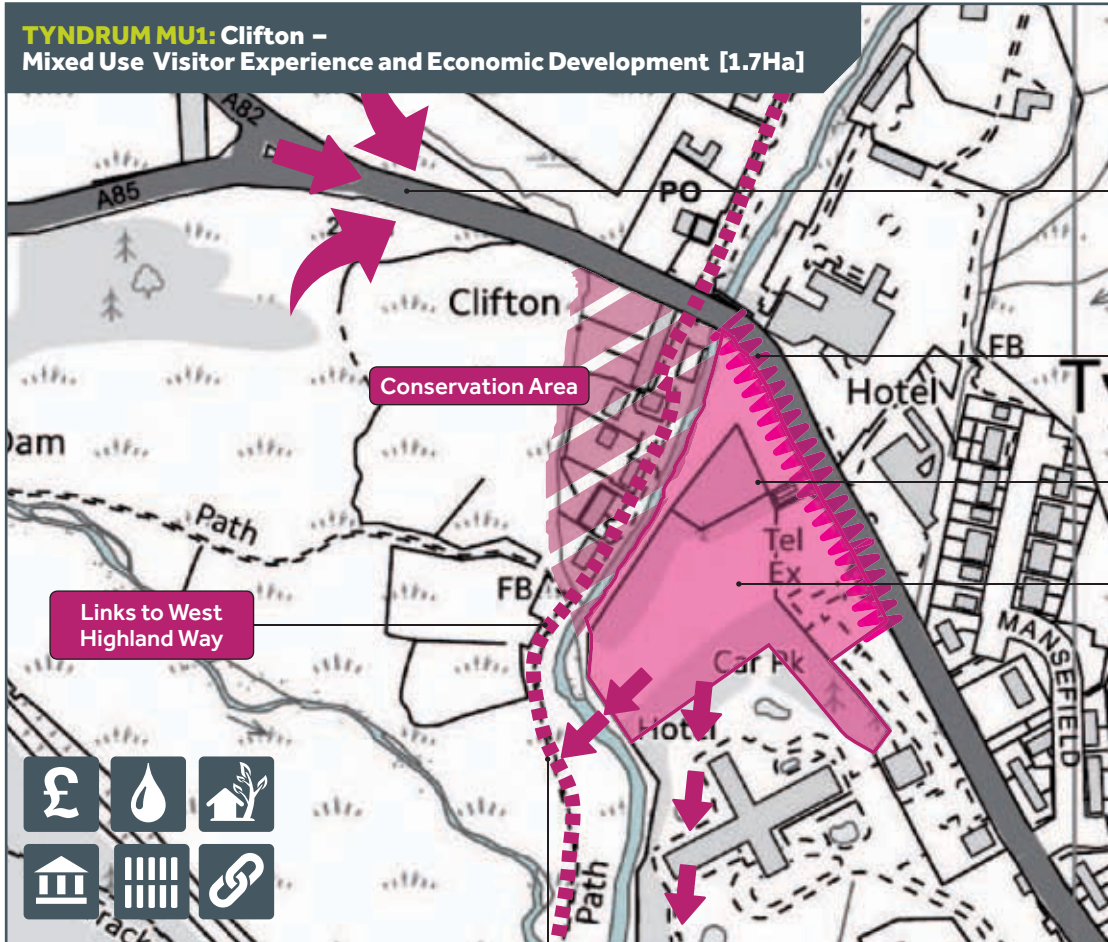 TYNDRUM MU1: Clifton –
Mixed Use Visitor Experience and Economic Development [1.7Ha]
A82
A85
PO
Clifton
FB
Conservation Area
Hotel
Path
Tel
Ex
FB
Links to West
Highland Way
MANSEFIELD
Car Pk
Hotel
£
Path